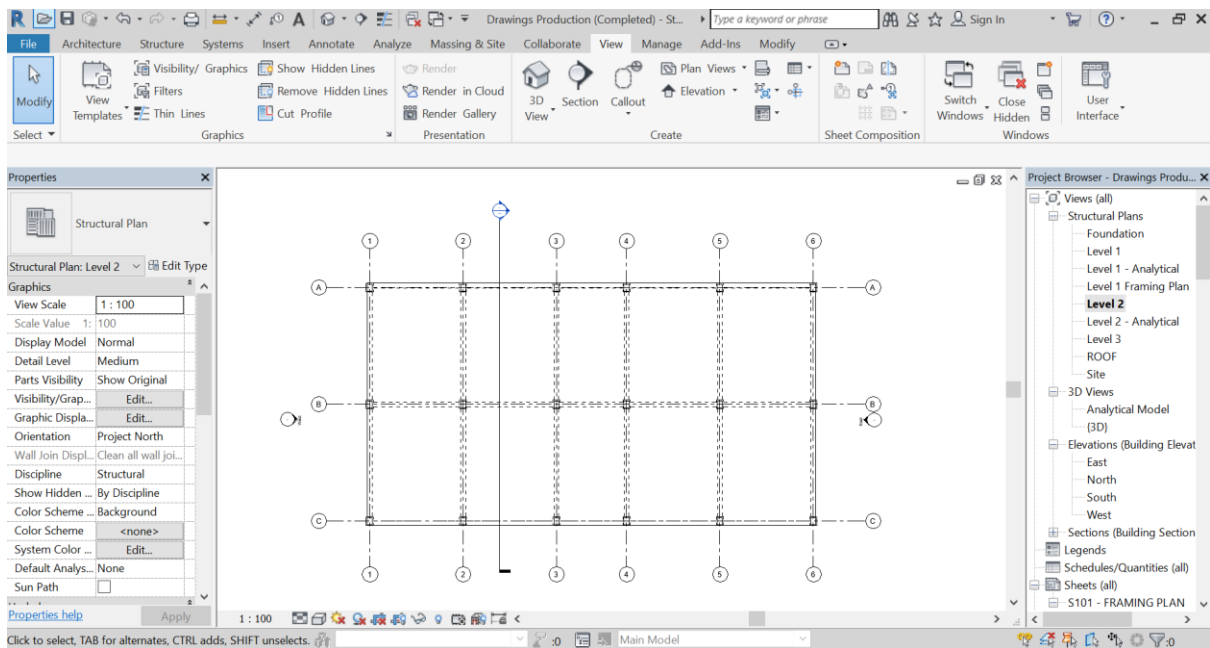 Drawings Production (Completed) - St... Type a keyword or phrase Sign In
File Architecture Structure Systems Insert Annotate Analyze Massing & Site Collaborate View Manage Add-Ins Modify
Modify
Select
View Templates
Visibility/ Graphics
Filters
Thin Lines
Show Hidden Lines
Remove Hidden Lines
Cut Profile
Graphics
Render
Render in Cloud
Render Gallery
Presentation
3D View
Section
Callout
Plan Views
Elevation
Create
Sheet Composition
Switch Windows
Close Hidden
Windows
User Interface
Properties
Structural Plan
Structural Plan: Level 2 Edit Type
Graphics
View Scale 1 : 100
Scale Value 1: 100
Display Model Normal
Detail Level Medium
Parts Visibility Show Original
Visibility/Grap... Edit...
Graphic Displa... Edit...
Orientation Project North
Wall Join Displ... Clean all wall joi...
Discipline Structural
Show Hidden ... By Discipline
Color Scheme ... Background
Color Scheme <none>
System Color ... Edit...
Default Analys... None
Sun Path
Properties help Apply
1 2 3 4 5 6
A A
B B
C C
1 2 3 4 5 6
1 : 100
Project Browser - Drawings Produ...
Views (all)
Structural Plans
Foundation
Level 1
Level 1 - Analytical
Level 1 Framing Plan
Level 2
Level 2 - Analytical
Level 3
ROOF
Site
3D Views
Analytical Model
{3D}
Elevations (Building Elevat
East
North
South
West
Sections (Building Section
Legends
Schedules/Quantities (all)
Sheets (all)
S101 - FRAMING PLAN
Click to select, TAB for alternates, CTRL adds, SHIFT unselects. :0 Main Model :0